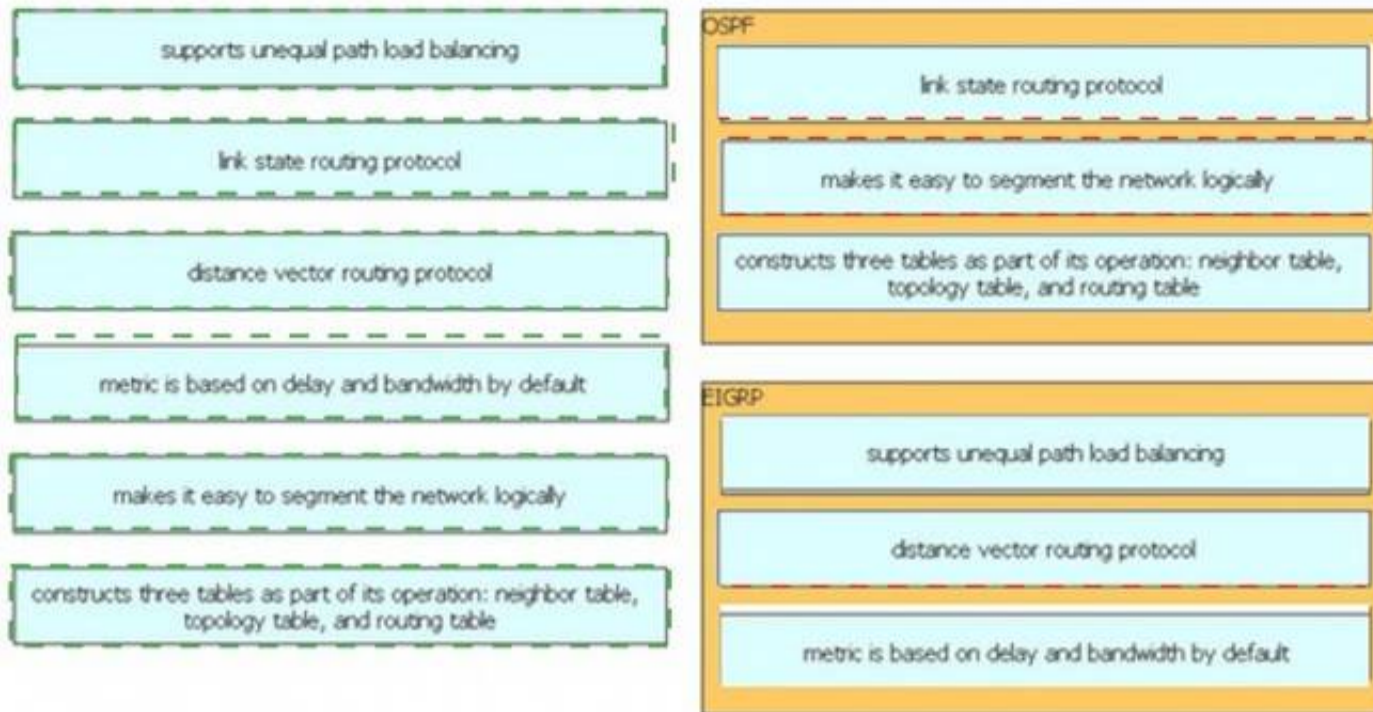 supports unequal path load balancing
link state routing protocol
distance vector routing protocol
metric is based on delay and bandwidth by default
makes it easy to segment the network logically
constructs three tables as part of its operation: neighbor table,
topology table, and routing table
OSPF
link state routing protocol
makes it easy to segment the network logically
constructs three tables as part of its operation: neighbor table,
topology table, and routing table
EIGRP
supports unequal path load balancing
distance vector routing protocol
metric is based on delay and bandwidth by default